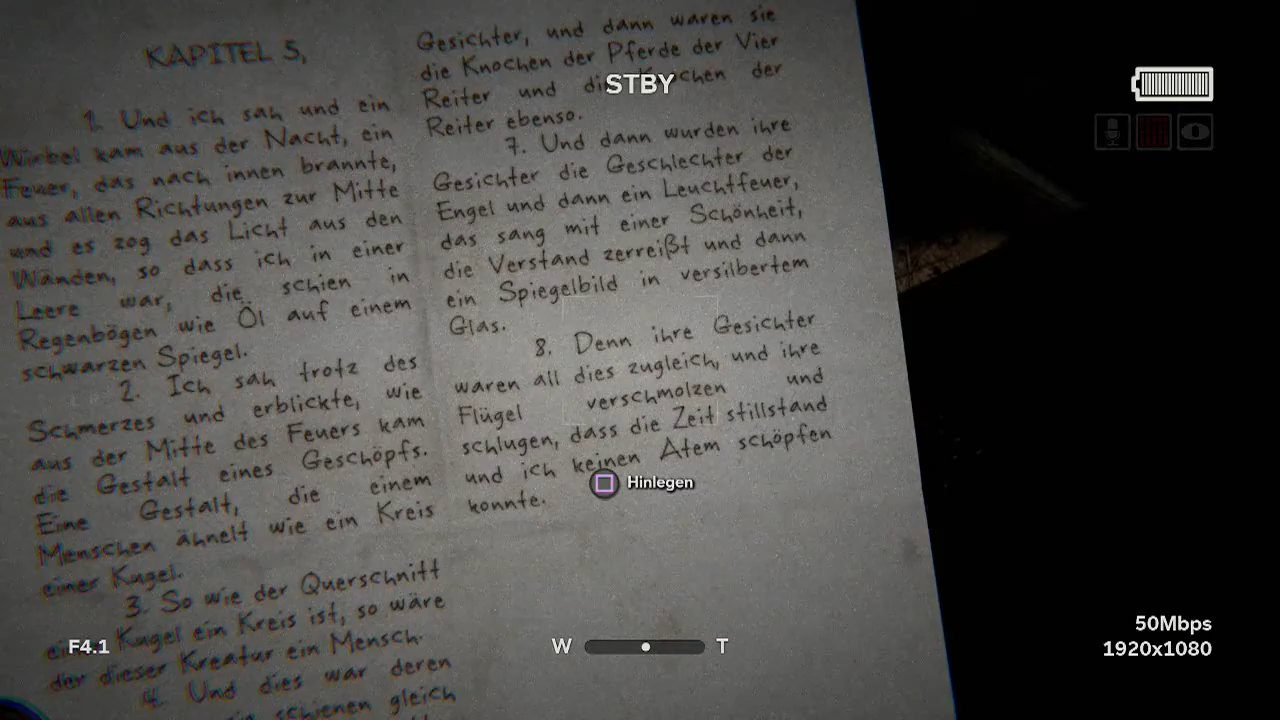 KAPITEL 5,
1. Und ich sah und ein
Wirbel kam aus der Nacht, ein
Feuer, das nach innen brannte,
aus allen Richtungen zur Mitte
und es zog das Licht aus den
Wänden, so dass ich in einer
Leere war, die schien in
Regenbögen wie Öl auf einem
schwarzen Spiegel.
2. Ich sah trotz des
Schmerzes und erblickte, wie
aus der Mitte des Feuers kam
die Gestalt eines Geschöpfs.
Eine Gestalt, die einem
Menschen ähnelt wie ein Kreis
einer Kugel.
3. So wie der Querschnitt
Kugel ein Kreis ist, so wäre
der dieser Kreatur ein Mensch.
4. Und dies war deren
schienen gleich
Gesichter, und dann waren sie
die Knochen der Pferde der Vier
Reiter und die Knochen der
Reiter ebenso.
7. Und dann wurden ihre
Gesichter die Geschlechter der
Engel und dann ein Leuchtfeuer,
das sang mit einer Schönheit,
die Verstand zerreißt und dann
ein Spiegelbild in versilbertem
Glas.
8. Denn ihre Gesichter
waren all dies zugleich, und ihre
Flügel verschmolzen und
schlugen, dass die Zeit stillstand
und ich keinen Atem schöpfen
konnte.
STBY
Hinlegen
F4.1
W T
50Mbps
1920x1080